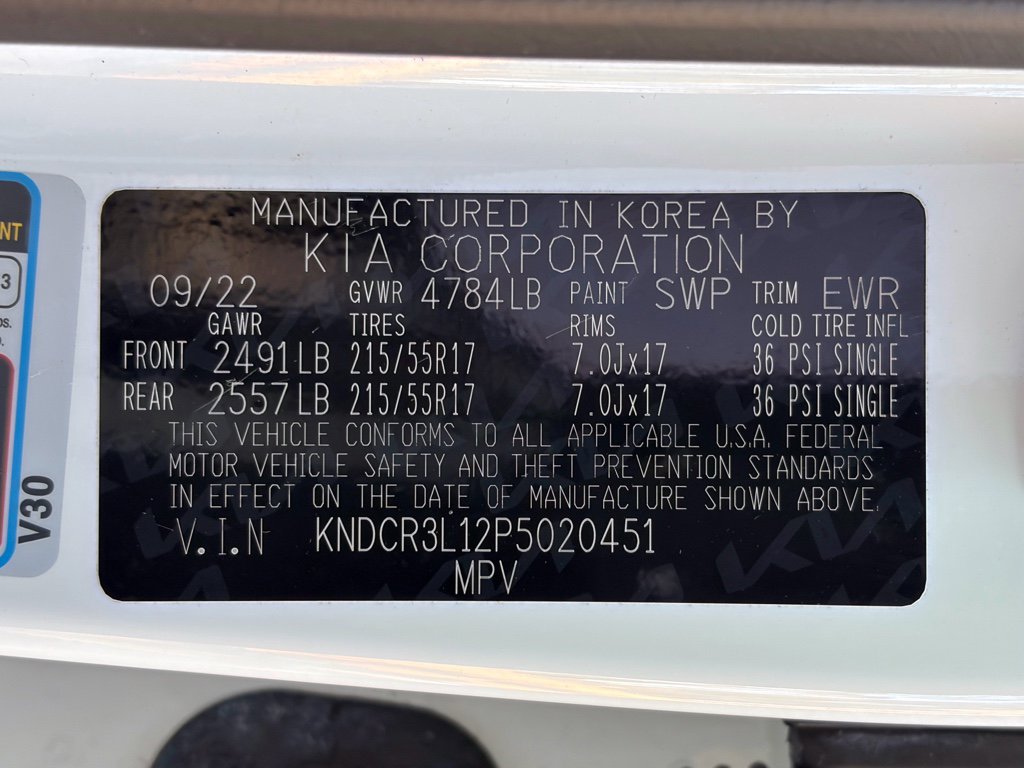 MANUFACTURED IN KOREA BY
KIA CORPORATION
09/22 GVWR 4784LB PAINT SWP TRIM EWR
GAWR TIRES RIMS COLD TIRE INFL
FRONT 2491LB 215/55R17 7.0Jx17 36 PSI SINGLE
REAR 2557LB 215/55R17 7.0Jx17 36 PSI SINGLE
THIS VEHICLE CONFORMS TO ALL APPLICABLE U.S.A. FEDERAL
MOTOR VEHICLE SAFETY AND THEFT PREVENTION STANDARDS
IN EFFECT ON THE DATE OF MANUFACTURE SHOWN ABOVE.
V.I.N KNDCR3L12P5020451
MPV
V30